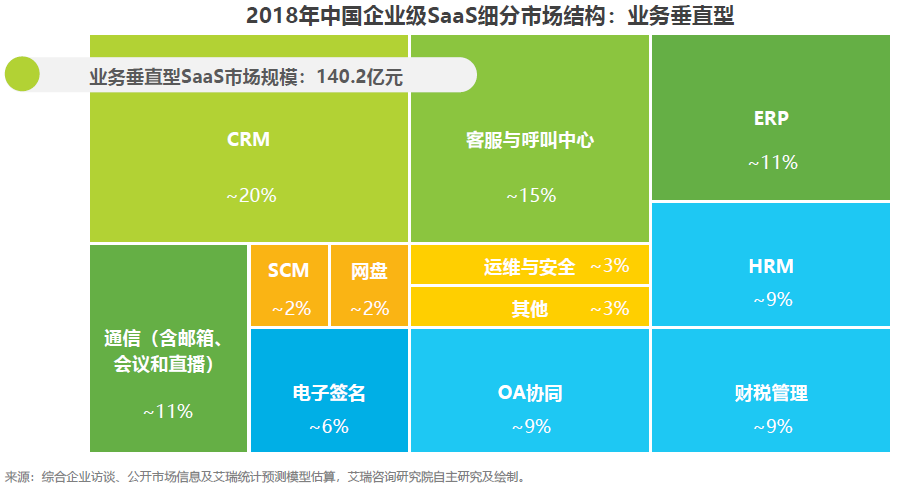 2018年中国企业级SaaS细分市场结构：业务垂直型
业务垂直型SaaS市场规模：140.2亿元
CRM
~20%
客服与呼叫中心
~15%
ERP
~11%
HRM
~9%
通信（含邮箱、
会议和直播）
~11%
SCM
~2%
网盘
~2%
运维与安全 ~3%
其他 ~3%
电子签名
~6%
OA协同
~9%
财税管理
~9%
来源：综合企业访谈、公开市场信息及艾瑞统计预测模型估算，艾瑞咨询研究院自主研究及绘制。